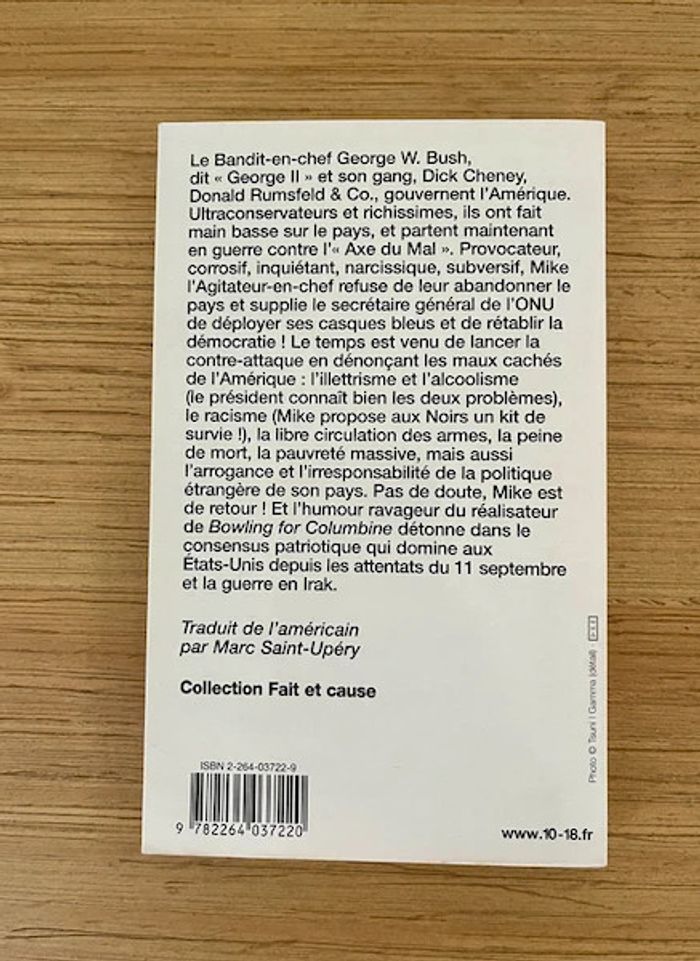 Le Bandit-en-chef George W. Bush,
dit « George II » et son gang, Dick Cheney,
Donald Rumsfeld & Co., gouvernent l'Amérique.
Ultraconservateurs et richissimes, ils ont fait
main basse sur le pays, et partent maintenant
en guerre contre l'« Axe du Mal ». Provocateur,
corrosif, inquiétant, narcissique, subversif, Mike
l'Agitateur-en-chef refuse de leur abandonner le
pays et supplie le secrétaire général de l'ONU
de déployer ses casques bleus et de rétablir la
démocratie ! Le temps est venu de lancer la
contre-attaque en dénonçant les maux cachés
de l'Amérique : l'illettrisme et l'alcoolisme
(le président connaît bien les deux problèmes),
le racisme (Mike propose aux Noirs un kit de
survie !), la libre circulation des armes, la peine
de mort, la pauvreté massive, mais aussi
l'arrogance et l'irresponsabilité de la politique
étrangère de son pays. Pas de doute, Mike est
de retour ! Et l'humour ravageur du réalisateur
de Bowling for Columbine détonne dans le
consensus patriotique qui domine aux
États-Unis depuis les attentats du 11 septembre
et la guerre en Irak.
Traduit de l'américain
par Marc Saint-Upéry
Collection Fait et cause
ISBN 2-264-03722-9
9 782264 037220
www.10-18.fr
Photo © Tsuni / Gamma (détail) -